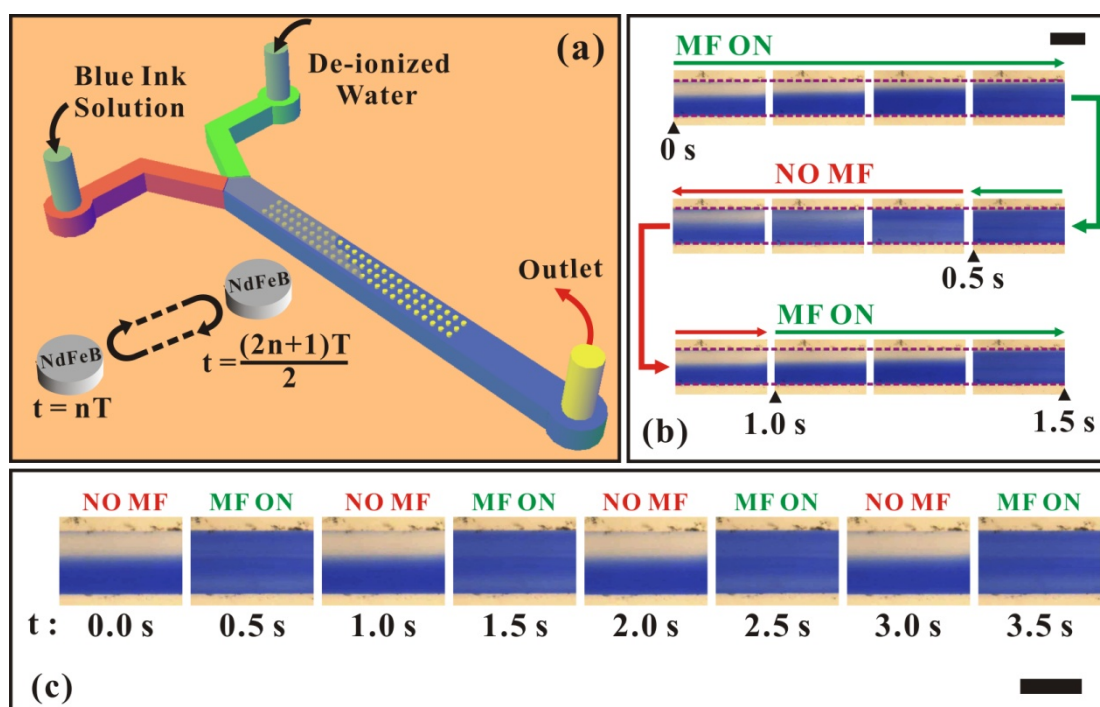 (a)
De-ionized
Water
Blue Ink
Solution
Outlet
NdFeB
NdFeB
t = (2n+1)T
2
t = nT
(b)
MF ON
0 s
NO MF
0.5 s
MF ON
1.0 s
1.5 s
NO MF MF ON NO MF MF ON NO MF MF ON NO MF MF ON
t : 0.0 s 0.5 s 1.0 s 1.5 s 2.0 s 2.5 s 3.0 s 3.5 s
(c)